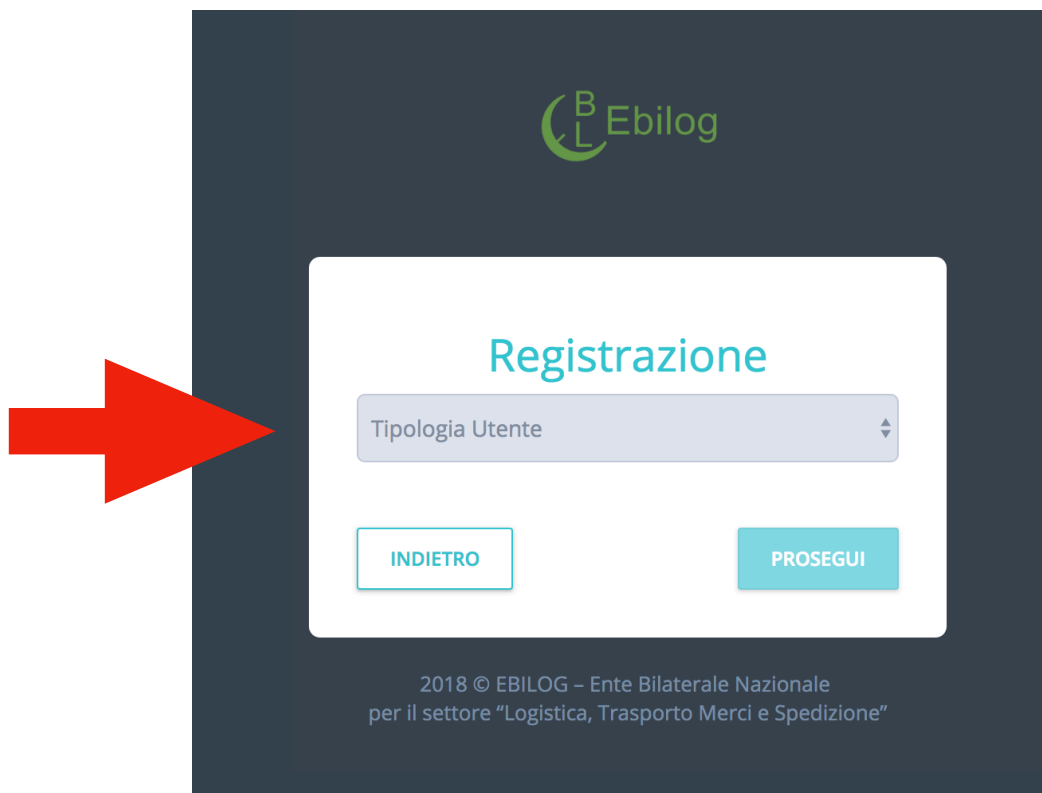 B
L
Ebilog
Registrazione
Tipologia Utente
INDIETRO
PROSEGUI
2018 © EBILOG – Ente Bilaterale Nazionale
per il settore “Logistica, Trasporto Merci e Spedizione”